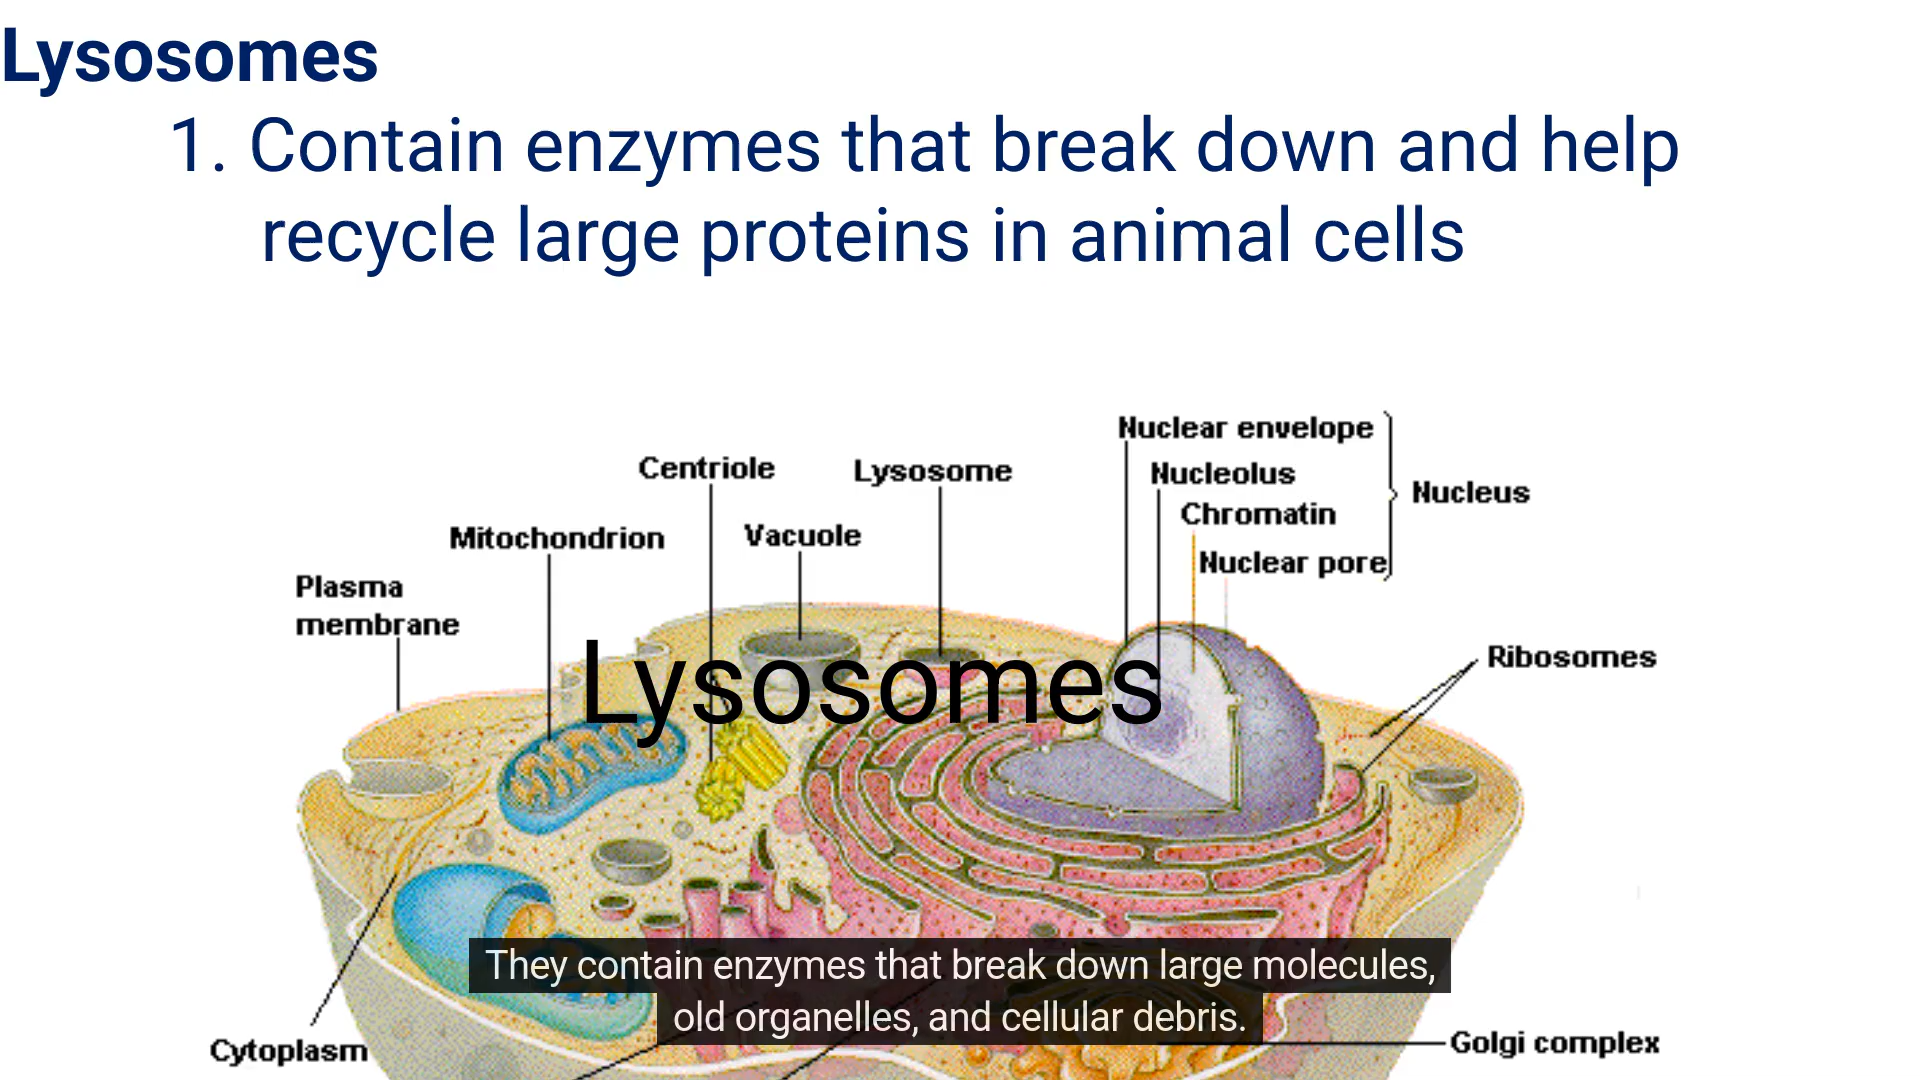 Lysosomes
1. Contain enzymes that break down and help
recycle large proteins in animal cells
Nuclear envelope
Centriole
Lysosome
Nucleolus
Nucleus
Chromatin
Mitochondrion
Vacuole
Nuclear pore
Plasma
membrane
Ribosomes
Lysosomes
They contain enzymes that break down large molecules,
old organelles, and cellular debris.
Cytoplasm
Golgi complex